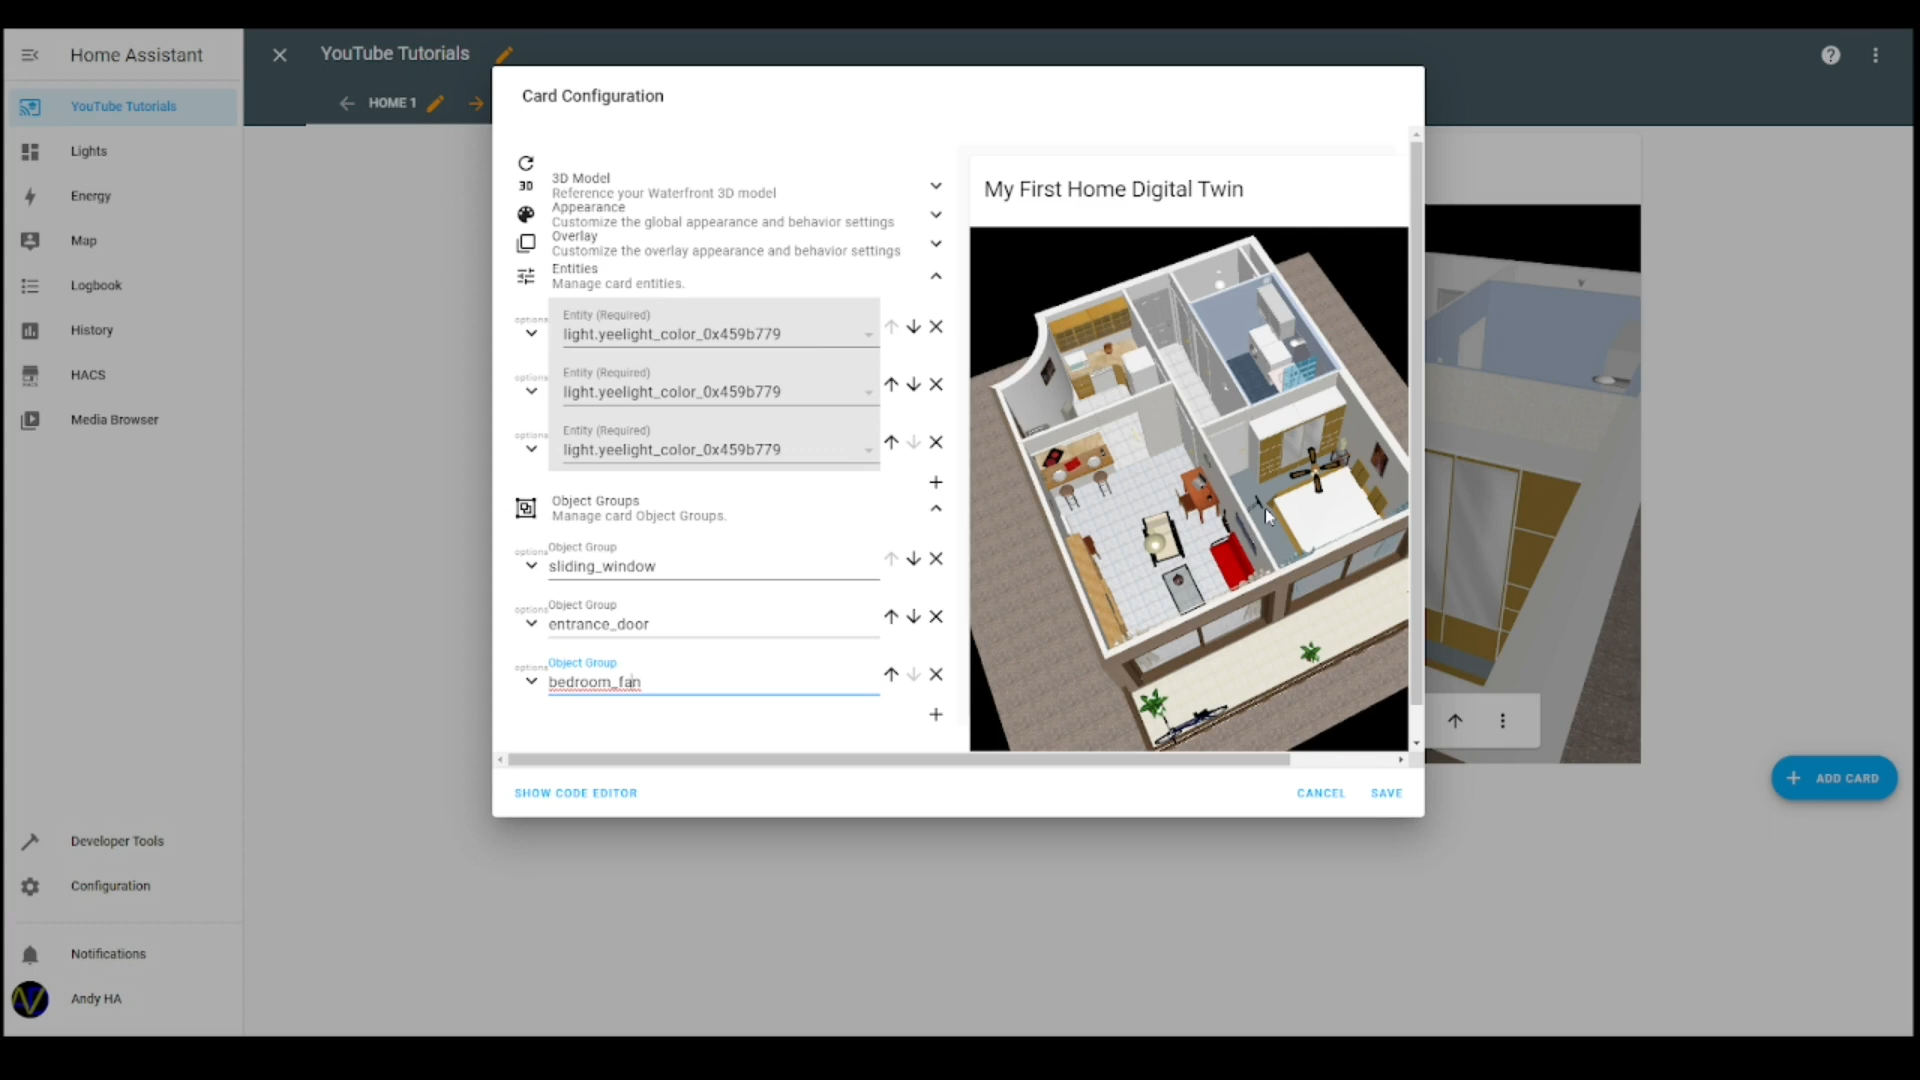 Home Assistant
YouTube Tutorials
Lights
Energy
Map
Logbook
History
HACS
Media Browser
Developer Tools
Configuration
Notifications
Andy HA
YouTube Tutorials
HOME 1
Card Configuration
3D
3D Model
Reference your Waterfront 3D model
Appearance
Customize the global appearance and behavior settings
Overlay
Customize the overlay appearance and behavior settings
Entities
Manage card entities.
options
Entity (Required)
light.yeelight_color_0x459b779
options
Entity (Required)
light.yeelight_color_0x459b779
options
Entity (Required)
light.yeelight_color_0x459b779
Object Groups
Manage card Object Groups.
options
Object Group
sliding_window
options
Object Group
entrance_door
options
Object Group
bedroom_fan
My First Home Digital Twin
SHOW CODE EDITOR
CANCEL
SAVE
ADD CARD